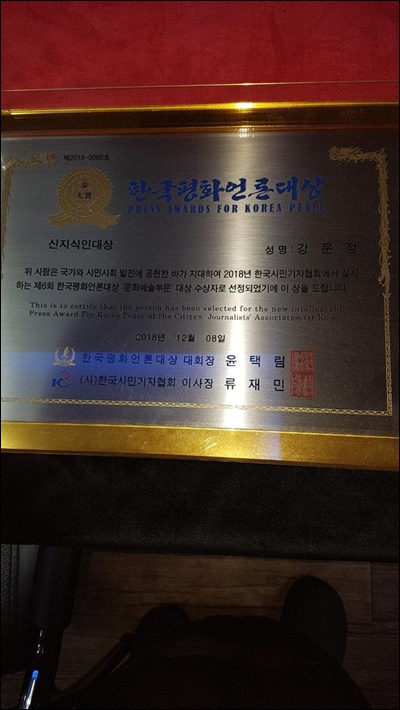 제2018-0085호
大賞
한국평화언론대상
PRESS AWARDS FOR KOREA PEACE
신지식인대상
성 명 : 강 문 정
위 사람은 국가와 시민사회 발전에 공헌한 바가 지대하여 2018년 한국시민기자협회에서 실시
하는 제6회 한국평화언론대상 '문화예술부문' 대상 수상자로 선정되었기에 이 상을 드립니다.
This is to certify that the person has been selected for the new intellectual
Press Award For Korea Peace at the Citizen Journalists' Association of Korea
2018년 12월 08일
한국평화언론대상 대회장 윤 택 림
(사)한국시민기자협회 이사장 류 재 민